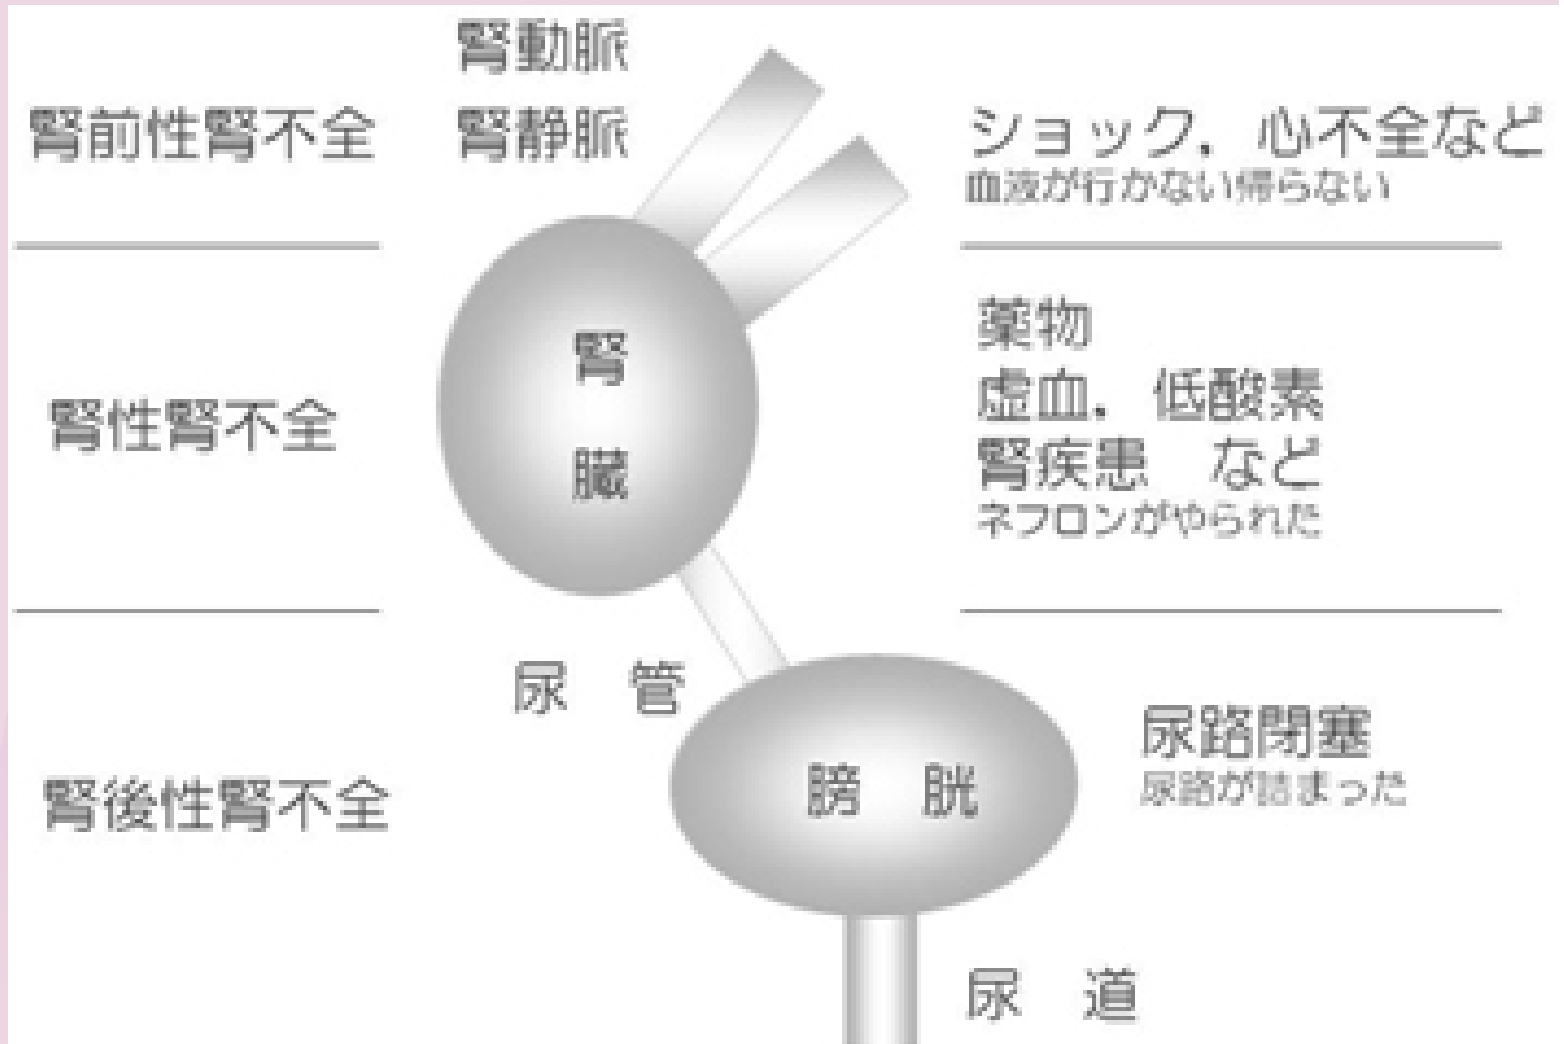 腎動脈
腎静脈
腎前性腎不全
ショック，心不全など
血液が行かない帰らない
腎臓
腎性腎不全
薬物
虚血，低酸素
腎疾患　など
ネフロンがやられた
尿　管
腎後性腎不全
膀　胱
尿路閉塞
尿路が詰まった
尿　道